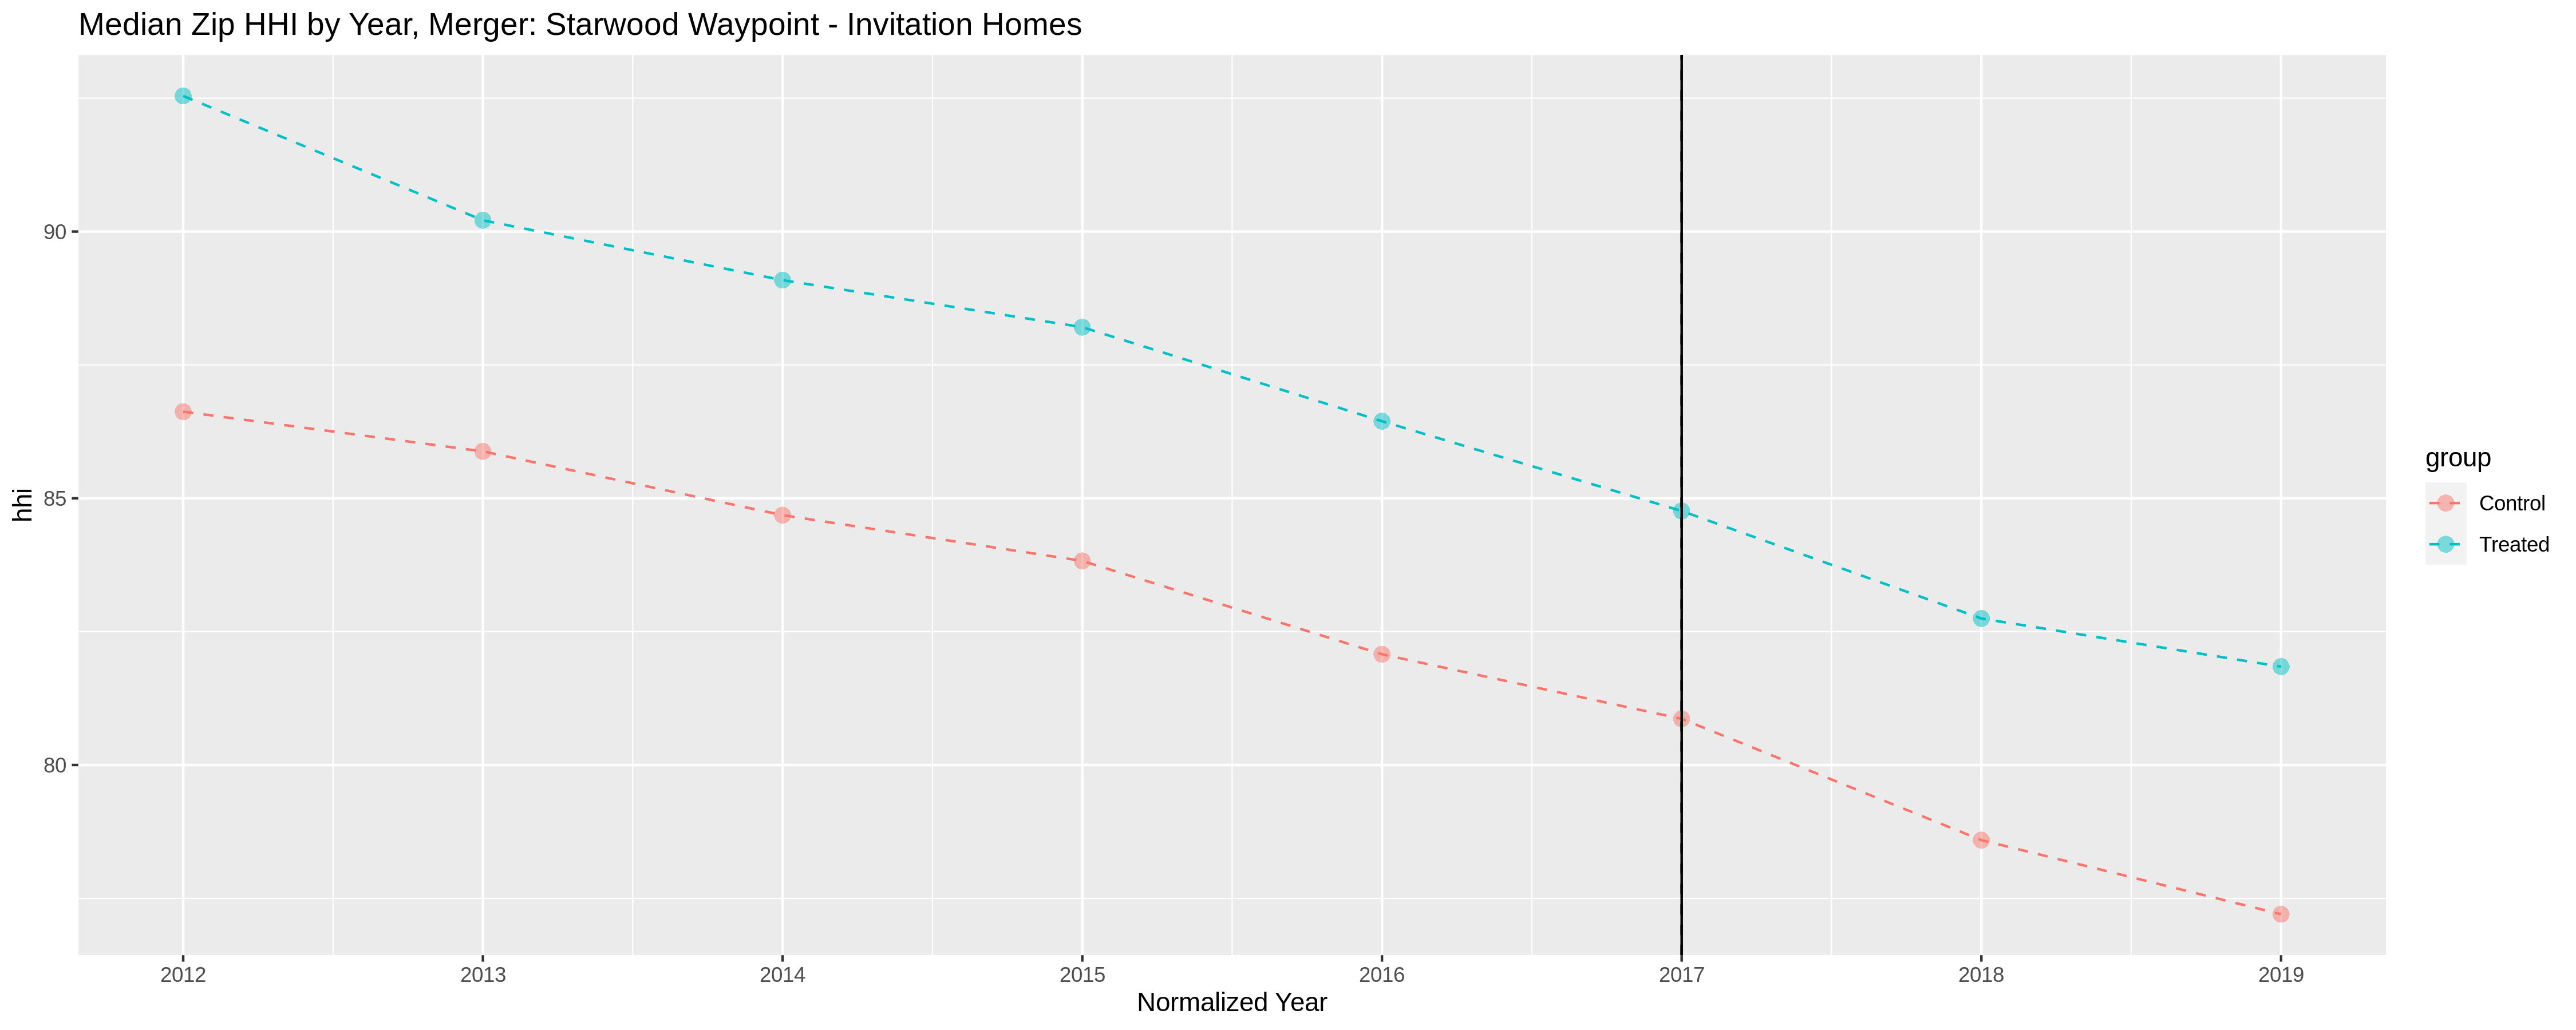 Median Zip HHI by Year, Merger: Starwood Waypoint - Invitation Homes
hhi
90
85
80
2012 2013 2014 2015 2016 2017 2018 2019
Normalized Year
group
Control
Treated